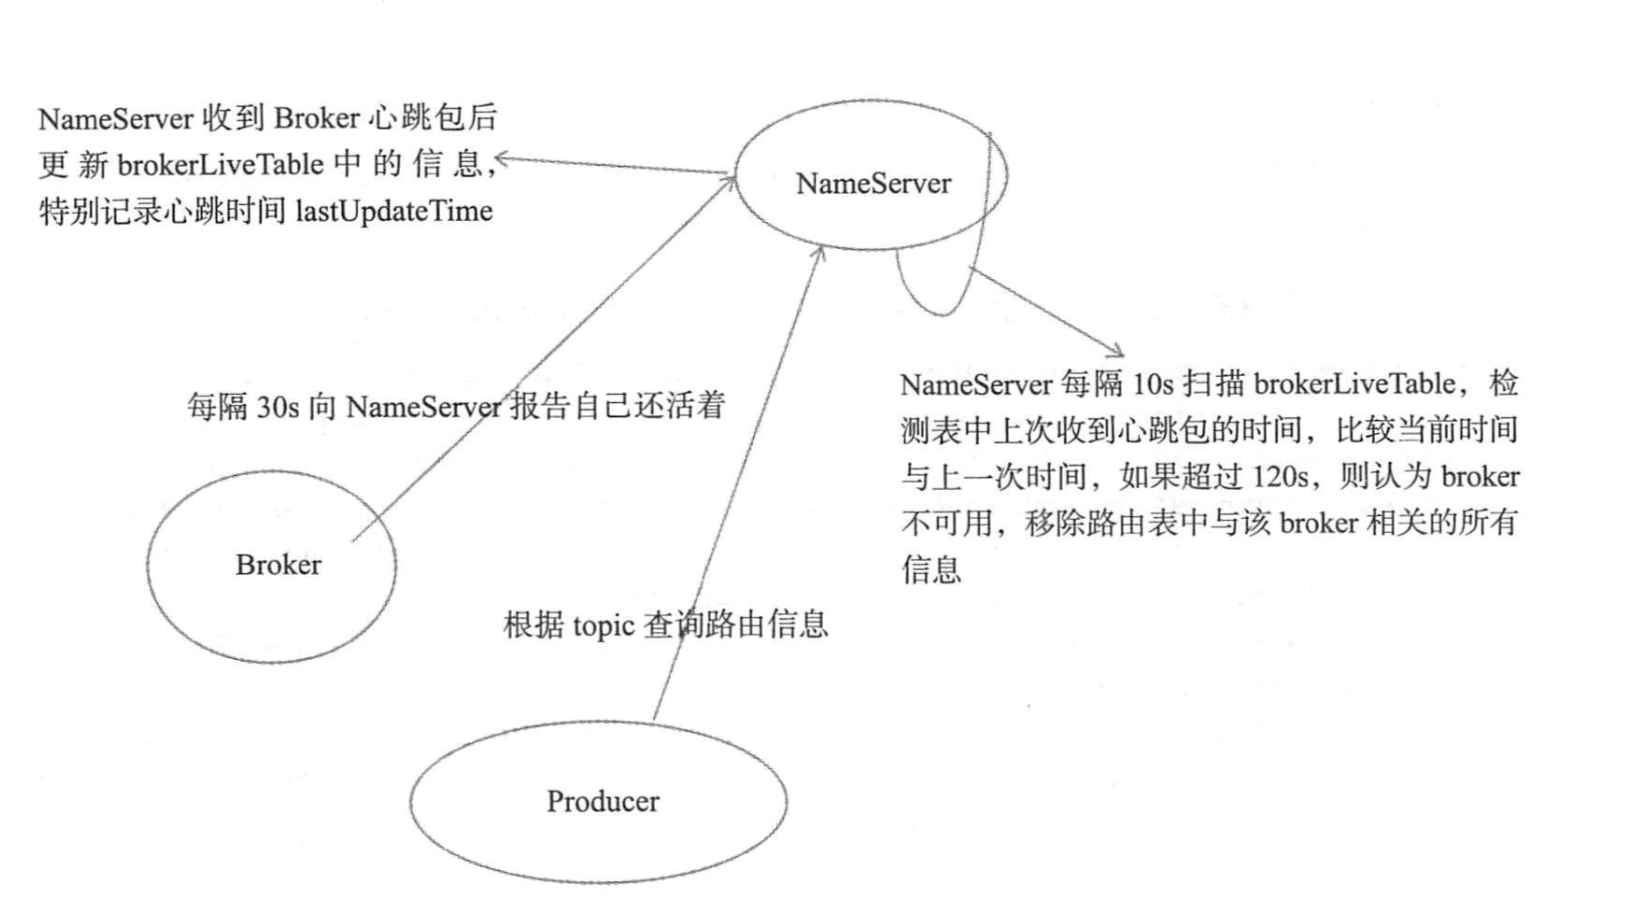 NameServer 收到 Broker 心跳包后
更新 brokerLiveTable 中的信息，
特别记录心跳时间 lastUpdateTime
NameServer
每隔 30s 向 NameServer 报告自己还活着
NameServer 每隔 10s 扫描 brokerLiveTable，检
测表中上次收到心跳包的时间，比较当前时间
与上一次时间，如果超过 120s，则认为 broker
不可用，移除路由表中与该 broker 相关的所有
信息
Broker
根据 topic 查询路由信息
Producer